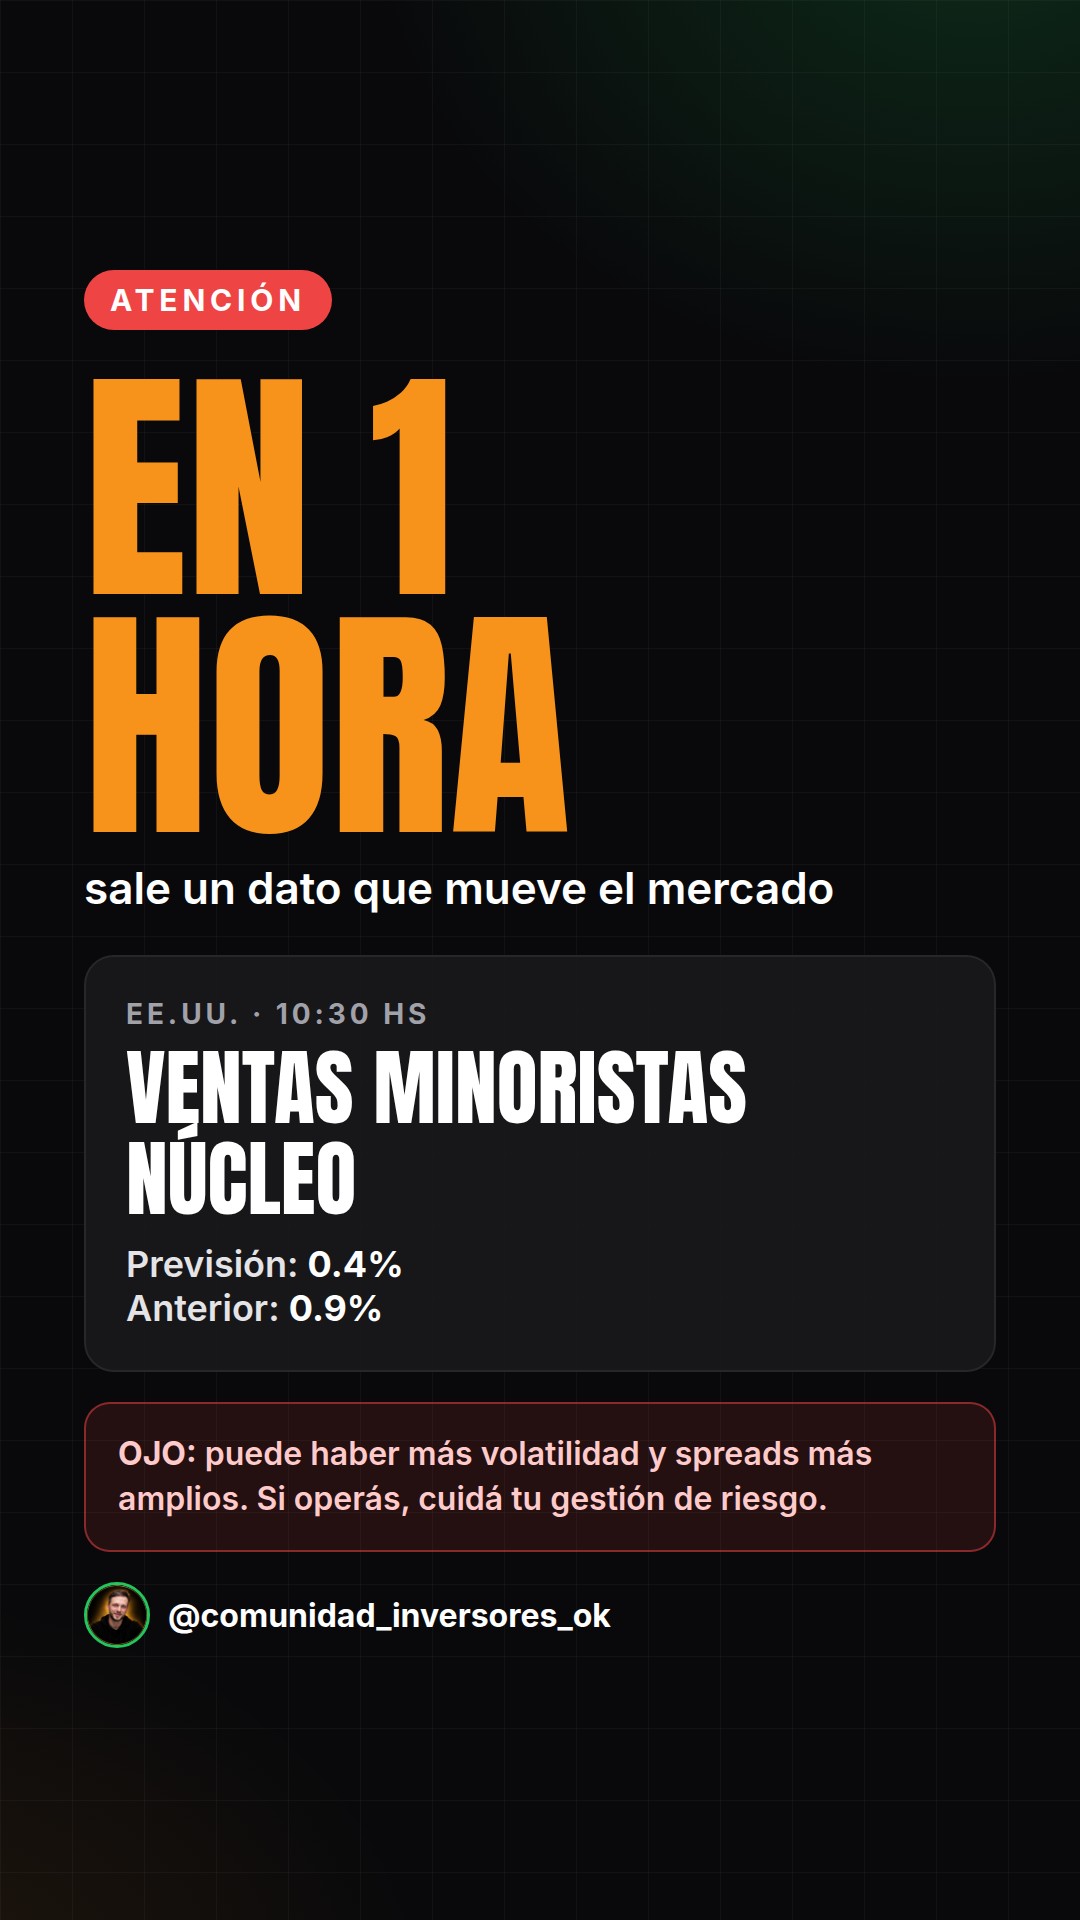 ATENCIÓN
EN 1
HORA
sale un dato que mueve el mercado
EE.UU. · 10:30 HS
VENTAS MINORISTAS
NÚCLEO
Previsión: 0.4%
Anterior: 0.9%
OJO: puede haber más volatilidad y spreads más
amplios. Si operás, cuidá tu gestión de riesgo.
@comunidad_inversores_ok